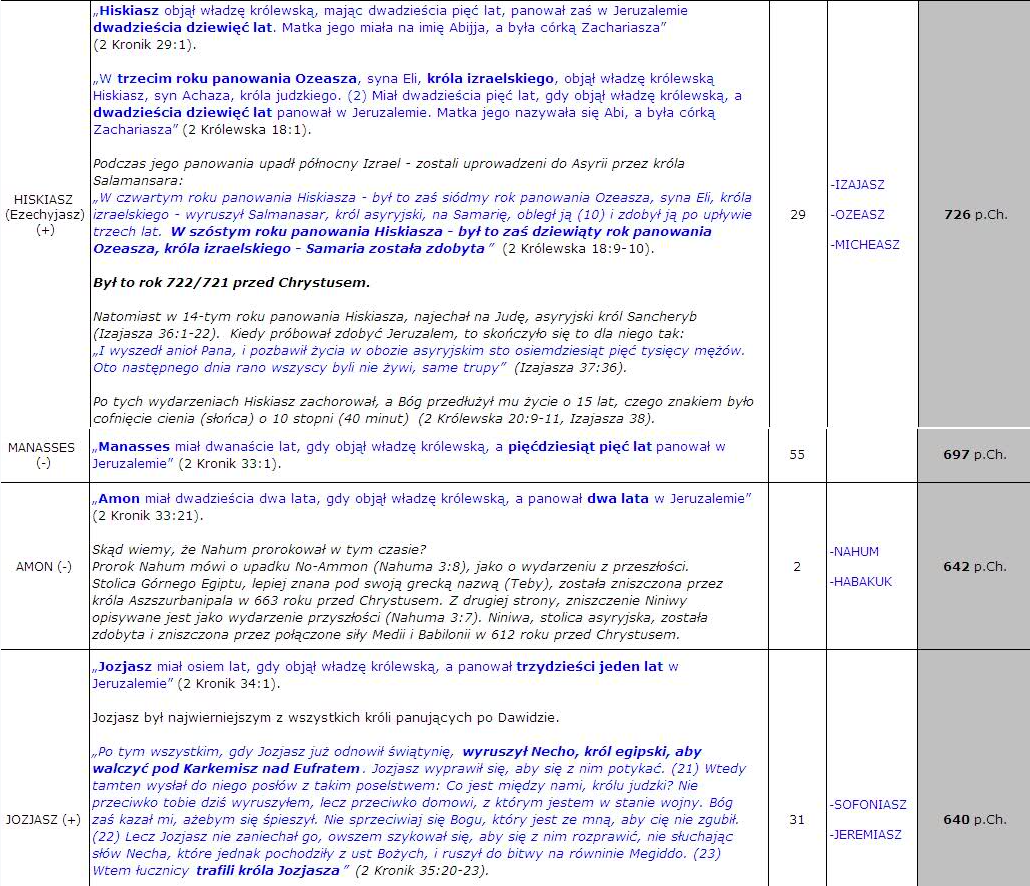 „Hiskiasz objął władzę królewską, mając dwadzieścia pięć lat, panował zaś w Jeruzalemie
dwadzieścia dziewięć lat. Matka jego miała na imię Abijja, a była córką Zachariasza”
(2 Kronik 29:1).
„W trzecim roku panowania Ozeasza, syna Eli, króla izraelskiego, objął władzę królewską
Hiskiasz, syn Achaza, króla judzkiego. (2) Miał dwadzieścia pięć lat, gdy objął władzę królewską, a
dwadzieścia dziewięć lat panował w Jeruzalemie. Matka jego nazywała się Abi, a była córką
Zachariasza” (2 Królewska 18:1).
Podczas jego panowania upadł północny Izrael - zostali uprowadzeni do Asyrii przez króla
Salamansara:
„W czwartym roku panowania Hiskiasza - był to zaś siódmy rok panowania Ozeasza, syna Eli, króla
izraelskiego - wyruszył Salmanasar, król asyryjski, na Samarię, obległ ją (10) i zdobył ją po upływie
trzech lat. W szóstym roku panowania Hiskiasza - był to zaś dziewiąty rok panowania
Ozeasza, króla izraelskiego - Samaria została zdobyta” (2 Królewska 18:9-10).
Był to rok 722/721 przed Chrystusem.
Natomiast w 14-tym roku panowania Hiskiasza, najechał na Judę, asyryjski król Sancheryb
(Izajasza 36:1-22). Kiedy próbował zdobyć Jeruzalem, to skończyło się to dla niego tak:
„I wyszedł anioł Pana, i pozbawił życia w obozie asyryjskim sto osiemdziesiąt pięć tysięcy mężów.
Oto następnego dnia rano wszyscy byli nie żywi, same trupy” (Izajasza 37:36).
Po tych wydarzeniach Hiskiasz zachorował, a Bóg przedłużył mu życie o 15 lat, czego znakiem było
cofnięcie cienia (słońca) o 10 stopni (40 minut) (2 Królewska 20:9-11, Izajasza 38).
HISKIASZ
(Ezechyjasz)
(+)
29
-IZAJASZ
-OZEASZ
-MICHEASZ
726 p.Ch.
MANASSES
(-)
„Manasses miał dwanaście lat, gdy objął władzę królewską, a pięćdziesiąt pięć lat panował w
Jeruzalemie” (2 Kronik 33:1).
55
697 p.Ch.
AMON (-)
„Amon miał dwadzieścia dwa lata, gdy objął władzę królewską, a panował dwa lata w Jeruzalemie”
(2 Kronik 33:21).
Skąd wiemy, że Nahum prorokował w tym czasie?
Prorok Nahum mówi o upadku No-Ammon (Nahuma 3:8), jako o wydarzeniu z przeszłości.
Stolica Górnego Egiptu, lepiej znana pod swoją grecką nazwą (Teby), została zniszczona przez
króla Aszszurbanipala w 663 roku przed Chrystusem. Z drugiej strony, zniszczenie Niniwy
opisywane jest jako wydarzenie przyszłości (Nahuma 3:7). Niniwa, stolica asyryjska, została
zdobyta i zniszczona przez połączone siły Medii i Babilonii w 612 roku przed Chrystusem.
2
-NAHUM
-HABAKUK
642 p.Ch.
JOZJASZ (+)
„Jozjasz miał osiem lat, gdy objął władzę królewską, a panował trzydzieści jeden lat w
Jeruzalemie” (2 Kronik 34:1).
Jozjasz był najwierniejszym z wszystkich króli panujących po Dawidzie.
„Po tym wszystkim, gdy Jozjasz już odnowił świątynię, wyruszył Necho, król egipski, aby
walczyć pod Karkemisz nad Eufratem. Jozjasz wyprawił się, aby się z nim potykać. (21) Wtedy
tamten wysłał do niego posłów z takim poselstwem: Co jest między nami, królu judzki? Nie
przeciwko tobie dziś wyruszyłem, lecz przeciwko domowi, z którym jestem w stanie wojny. Bóg
zaś kazał mi, ażebym się śpieszył. Nie sprzeciwiaj się Bogu, który jest ze mną, aby cię nie zgubił.
(22) Lecz Jozjasz nie zaniechał go, owszem szykował się, aby się z nim rozprawić, nie słuchając
słów Necha, które jednak pochodziły z ust Bożych, i ruszył do bitwy na równinie Megiddo. (23)
Wtem łucznicy trafili króla Jozjasza” (2 Kronik 35:20-23).
31
-SOFONIASZ
-JEREMIASZ
640 p.Ch.